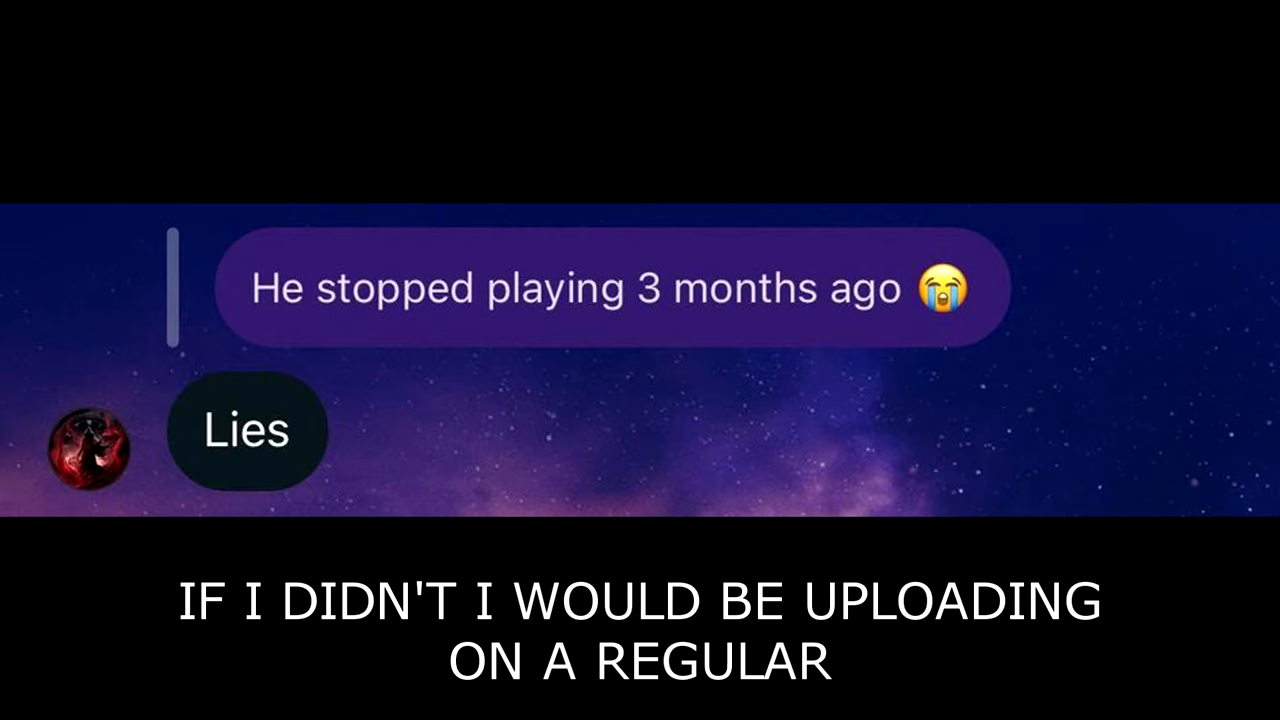 He stopped playing 3 months ago 😭
Lies
IF I DIDN'T I WOULD BE UPLOADING
ON A REGULAR